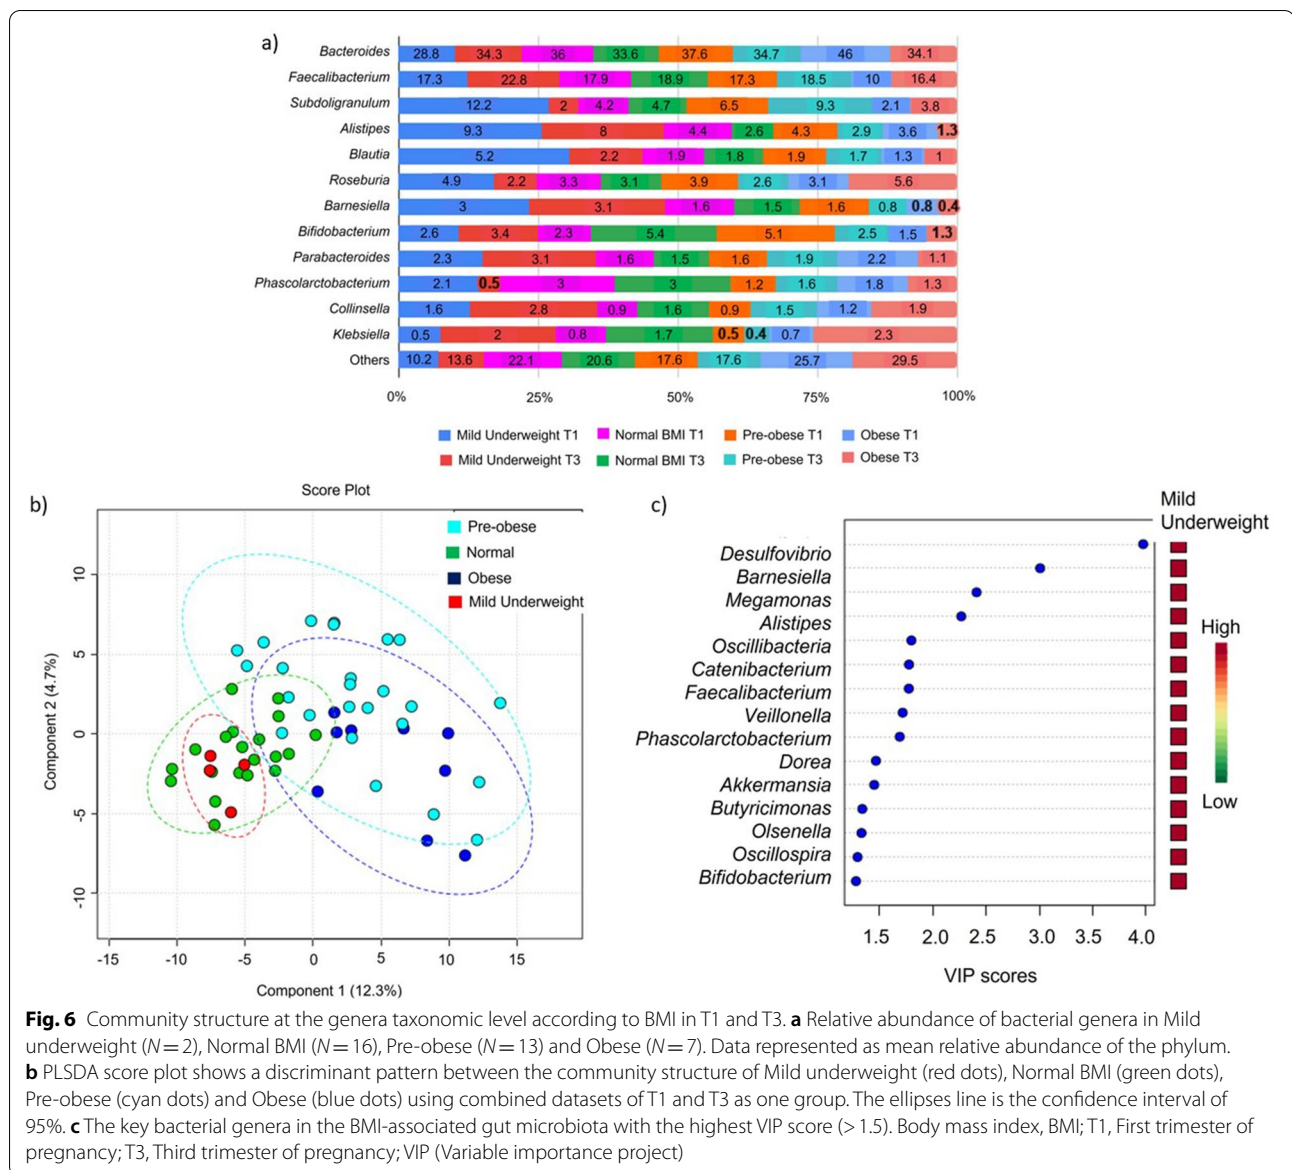 a)
Bacteroides 28.8 34.3 36 33.6 37.6 34.7 46 34.1
Faecalibacterium 17.3 22.8 17.9 18.9 17.3 18.5 10 16.4
Subdoligranulum 12.2 2 4.2 4.7 6.5 9.3 2.1 3.8
Alistipes 9.3 8 4.4 2.6 4.3 2.9 3.6 1.3
Blautia 5.2 2.2 1.9 1.8 1.9 1.7 1.3 1
Roseburia 4.9 2.2 3.3 3.1 3.9 2.6 3.1 5.6
Barnesiella 3 3.1 1.6 1.5 1.6 0.8 0.8 0.4
Bifidobacterium 2.6 3.4 2.3 5.4 5.1 2.5 1.5 1.3
Parabacteroides 2.3 3.1 1.6 1.5 1.6 1.9 2.2 1.1
Phascolarctobacterium 2.1 0.5 3 3 1.2 1.6 1.8 1.3
Collinsella 1.6 2.8 0.9 1.6 0.9 1.5 1.2 1.9
Klebsiella 0.5 2 0.8 1.7 0.5 0.4 0.7 2.3
Others 10.2 13.6 22.1 20.6 17.6 17.6 25.7 29.5
0% 25% 50% 75% 100%
Mild Underweight T1 Normal BMI T1 Pre-obese T1 Obese T1
Mild Underweight T3 Normal BMI T3 Pre-obese T3 Obese T3
b)
Score Plot
Pre-obese
Normal
Obese
Mild Underweight
Component 2 (4.7%)
10
5
0
-5
-10
-15 -10 -5 0 5 10 15
Component 1 (12.3%)
c)
Mild
Underweight
Desulfovibrio
Barnesiella
Megamonas
Alistipes
Oscillibacteria
Catenibacterium
Faecalibacterium
Veillonella
Phascolarctobacterium
Dorea
Akkermansia
Butyricimonas
Olsenella
Oscillospira
Bifidobacterium
High
Low
1.5 2.0 2.5 3.0 3.5 4.0
VIP scores
Fig. 6 Community structure at the genera taxonomic level according to BMI in T1 and T3. a Relative abundance of bacterial genera in Mild
underweight (N = 2), Normal BMI (N = 16), Pre-obese (N = 13) and Obese (N = 7). Data represented as mean relative abundance of the phylum.
b PLSDA score plot shows a discriminant pattern between the community structure of Mild underweight (red dots), Normal BMI (green dots),
Pre-obese (cyan dots) and Obese (blue dots) using combined datasets of T1 and T3 as one group. The ellipses line is the confidence interval of
95%. c The key bacterial genera in the BMI-associated gut microbiota with the highest VIP score (> 1.5). Body mass index, BMI; T1, First trimester of
pregnancy; T3, Third trimester of pregnancy; VIP (Variable importance project)